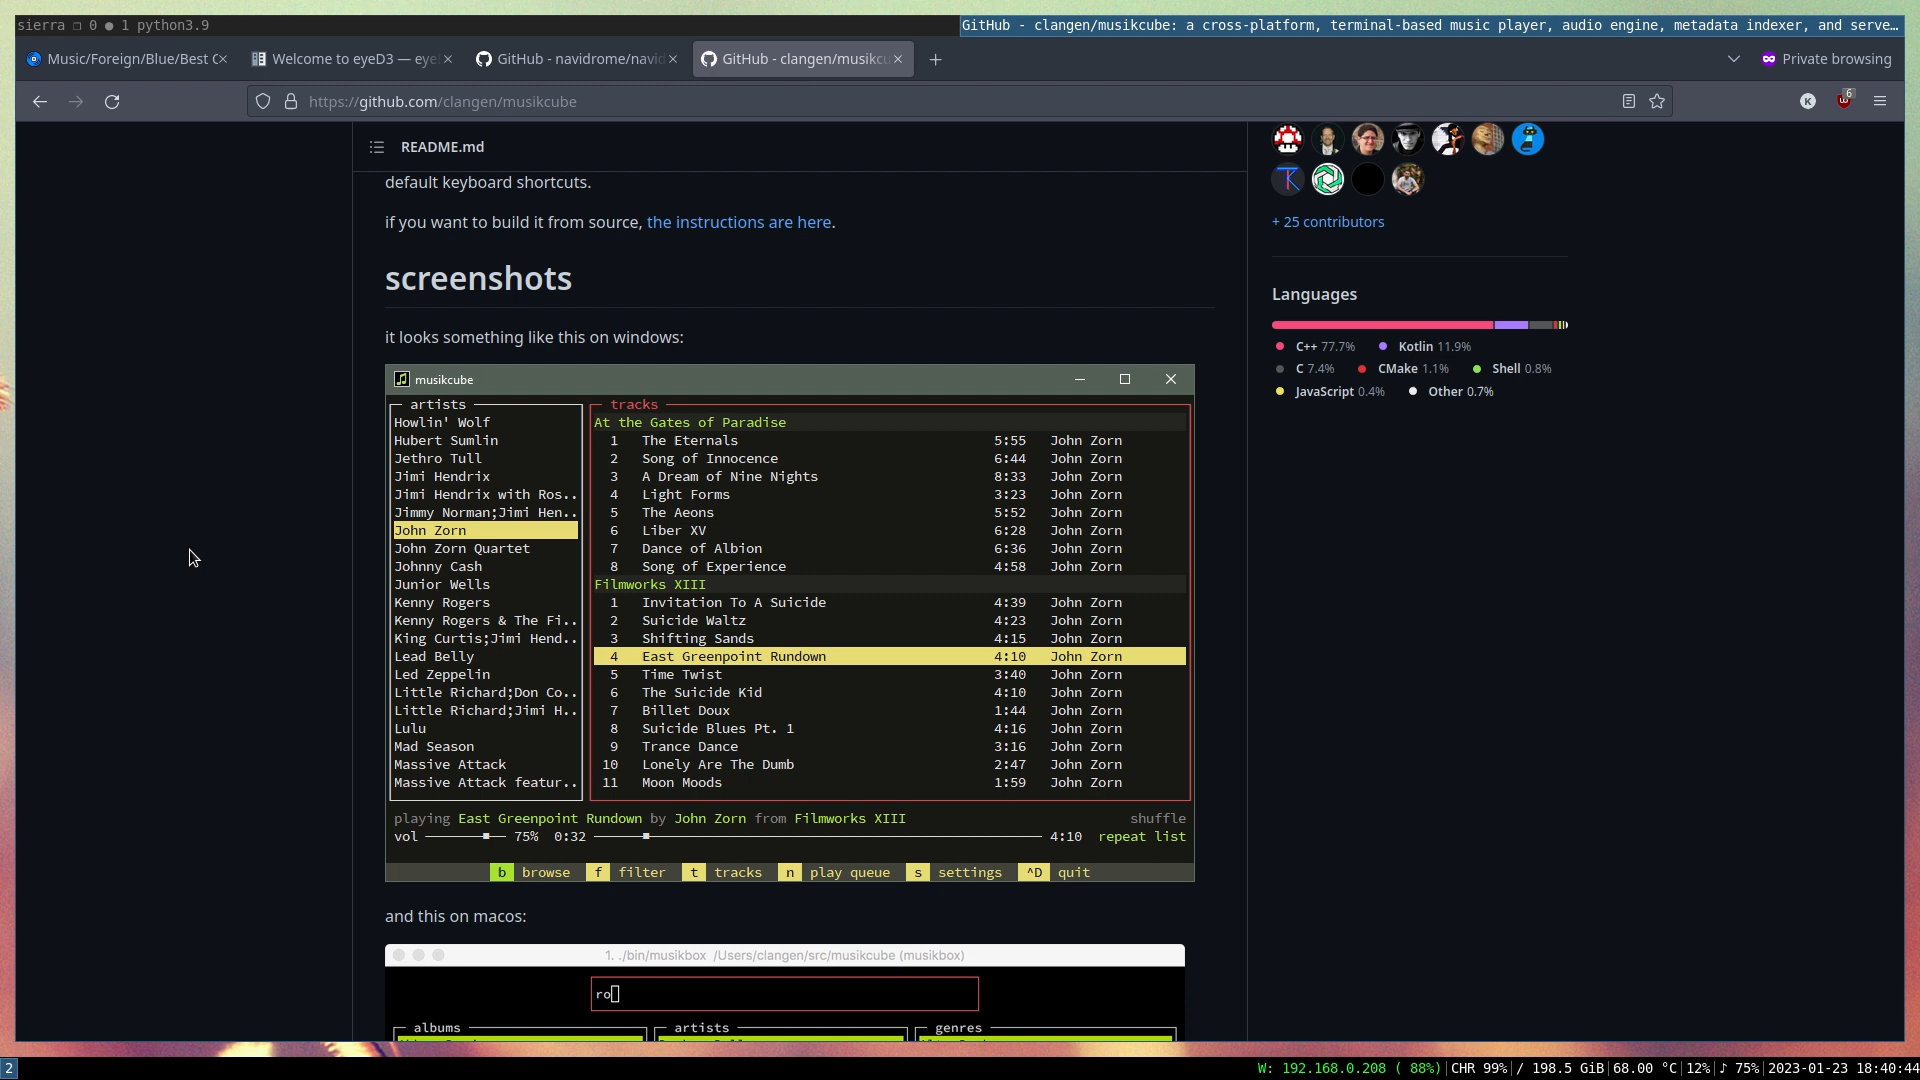 sierra ❐ 0 ● 1 python3.9
GitHub - clangen/musikcube: a cross-platform, terminal-based music player, audio engine, metadata indexer, and serve…
Music/Foreign/Blue/Best C
Welcome to eyeD3 — eye
GitHub - navidrome/navid
GitHub - clangen/musikcu
Private browsing
https://github.com/clangen/musikcube
K
6
README.md
default keyboard shortcuts.
if you want to build it from source, the instructions are here.
screenshots
it looks something like this on windows:
musikcube
artists
Howlin' Wolf
Hubert Sumlin
Jethro Tull
Jimi Hendrix
Jimi Hendrix with Ros..
Jimmy Norman;Jimi Hen..
John Zorn
John Zorn Quartet
Johnny Cash
Junior Wells
Kenny Rogers
Kenny Rogers & The Fi..
King Curtis;Jimi Hend..
Lead Belly
Led Zeppelin
Little Richard;Don Co..
Little Richard;Jimi H..
Lulu
Mad Season
Massive Attack
Massive Attack featur..
tracks
At the Gates of Paradise
1 The Eternals 5:55 John Zorn
2 Song of Innocence 6:44 John Zorn
3 A Dream of Nine Nights 8:33 John Zorn
4 Light Forms 3:23 John Zorn
5 The Aeons 5:52 John Zorn
6 Liber XV 6:28 John Zorn
7 Dance of Albion 6:36 John Zorn
8 Song of Experience 4:58 John Zorn
Filmworks XIII
1 Invitation To A Suicide 4:39 John Zorn
2 Suicide Waltz 4:23 John Zorn
3 Shifting Sands 4:15 John Zorn
4 East Greenpoint Rundown 4:10 John Zorn
5 Time Twist 3:40 John Zorn
6 The Suicide Kid 4:10 John Zorn
7 Billet Doux 1:44 John Zorn
8 Suicide Blues Pt. 1 4:16 John Zorn
9 Trance Dance 3:16 John Zorn
10 Lonely Are The Dumb 2:47 John Zorn
11 Moon Moods 1:59 John Zorn
playing East Greenpoint Rundown by John Zorn from Filmworks XIII shuffle
vol 75% 0:32 4:10 repeat list
b browse f filter t tracks n play queue s settings ^D quit
and this on macos:
1. ./bin/musikbox /Users/clangen/src/musikcube (musikbox)
ro
albums artists genres
+ 25 contributors
Languages
C++ 77.7% Kotlin 11.9%
C 7.4% CMake 1.1% Shell 0.8%
JavaScript 0.4% Other 0.7%
2
W: 192.168.0.208 ( 88%)|CHR 99%|/ 198.5 GiB|68.00 °C|12%|♪ 75%|2023-01-23 18:40:44